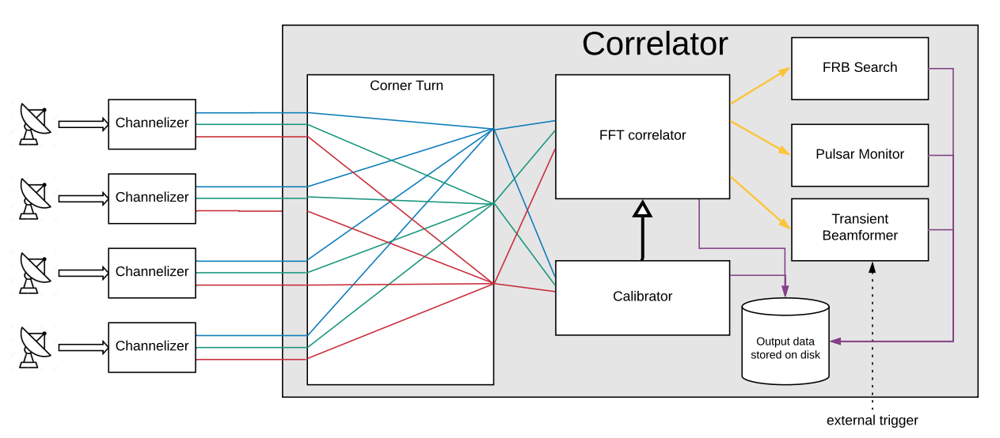 Correlator
Corner Turn
Channelizer
Channelizer
Channelizer
Channelizer
FFT correlator
Calibrator
FRB Search
Pulsar Monitor
Transient
Beamformer
Output data
stored on disk
external trigger